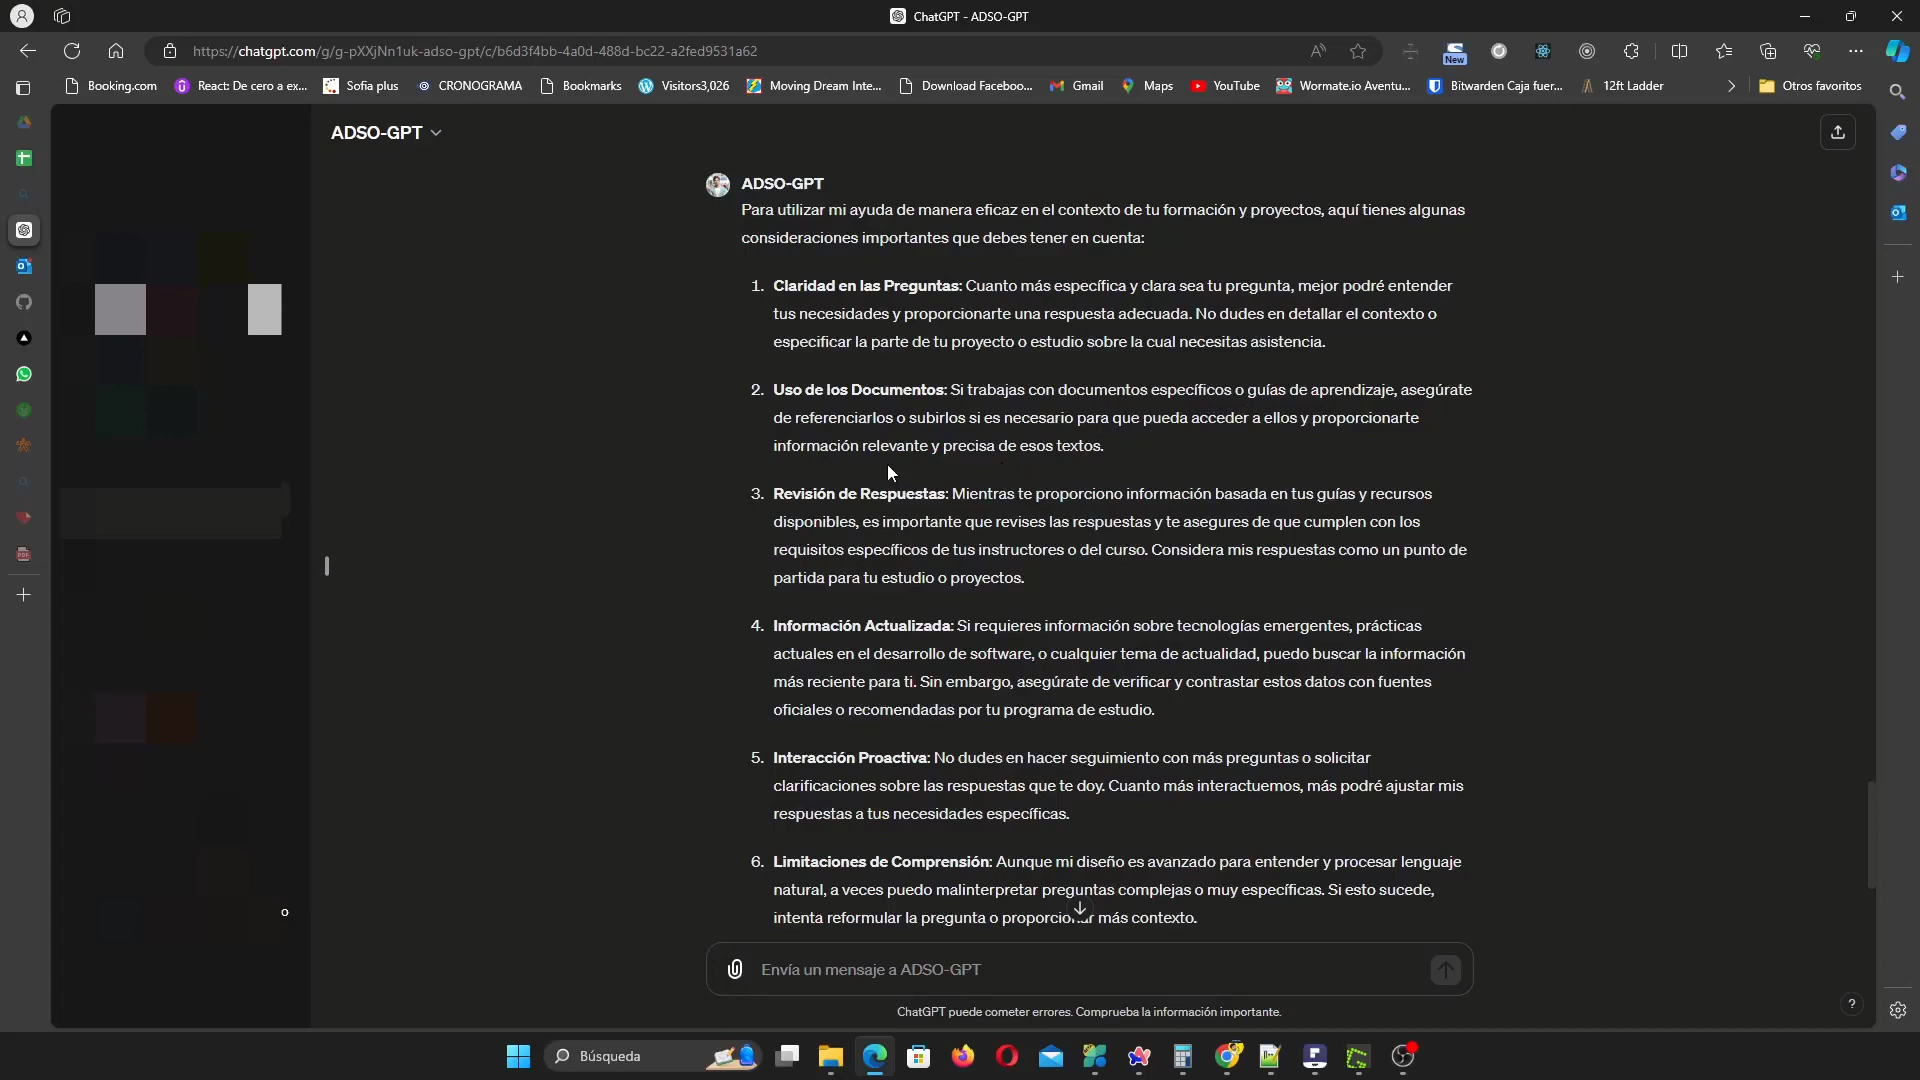 ChatGPT - ADSO-GPT
https://chatgpt.com/g/g-pXXjNn1uk-adso-gpt/c/b6d3f4bb-4a0d-488d-bc22-a2fed9531a62
New
Booking.com
React: De cero a ex...
Sofia plus
CRONOGRAMA
Bookmarks
Visitors3,026
Moving Dream Inte...
Download Faceboo...
Gmail
Maps
YouTube
Wormate.io Aventu...
Bitwarden Caja fuer...
12ft Ladder
Otros favoritos
ADSO-GPT
ADSO-GPT
Para utilizar mi ayuda de manera eficaz en el contexto de tu formación y proyectos, aquí tienes algunas
consideraciones importantes que debes tener en cuenta:
1. Claridad en las Preguntas: Cuanto más específica y clara sea tu pregunta, mejor podré entender
tus necesidades y proporcionarte una respuesta adecuada. No dudes en detallar el contexto o
especificar la parte de tu proyecto o estudio sobre la cual necesitas asistencia.
2. Uso de los Documentos: Si trabajas con documentos específicos o guías de aprendizaje, asegúrate
de referenciarlos o subirlos si es necesario para que pueda acceder a ellos y proporcionarte
información relevante y precisa de esos textos.
3. Revisión de Respuestas: Mientras te proporciono información basada en tus guías y recursos
disponibles, es importante que revises las respuestas y te asegures de que cumplen con los
requisitos específicos de tus instructores o del curso. Considera mis respuestas como un punto de
partida para tu estudio o proyectos.
4. Información Actualizada: Si requieres información sobre tecnologías emergentes, prácticas
actuales en el desarrollo de software, o cualquier tema de actualidad, puedo buscar la información
más reciente para ti. Sin embargo, asegúrate de verificar y contrastar estos datos con fuentes
oficiales o recomendadas por tu programa de estudio.
5. Interacción Proactiva: No dudes en hacer seguimiento con más preguntas o solicitar
clarificaciones sobre las respuestas que te doy. Cuanto más interactuemos, más podré ajustar mis
respuestas a tus necesidades específicas.
6. Limitaciones de Comprensión: Aunque mi diseño es avanzado para entender y procesar lenguaje
natural, a veces puedo malinterpretar preguntas complejas o muy específicas. Si esto sucede,
intenta reformular la pregunta o proporcionar más contexto.
o
Envía un mensaje a ADSO-GPT
ChatGPT puede cometer errores. Comprueba la información importante.
?
Búsqueda